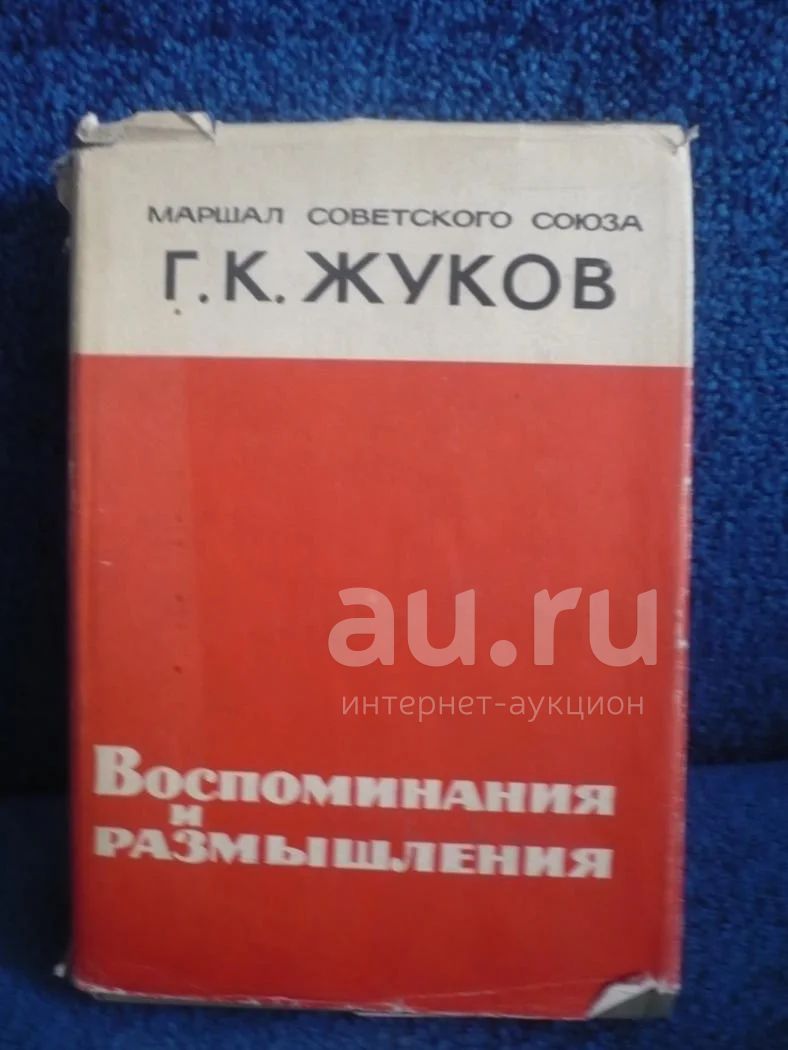 МАРШАЛ СОВЕТСКОГО СОЮЗА
Г. К. ЖУКОВ
au.ru
интернет-аукцион
Воспоминания
и
размышления